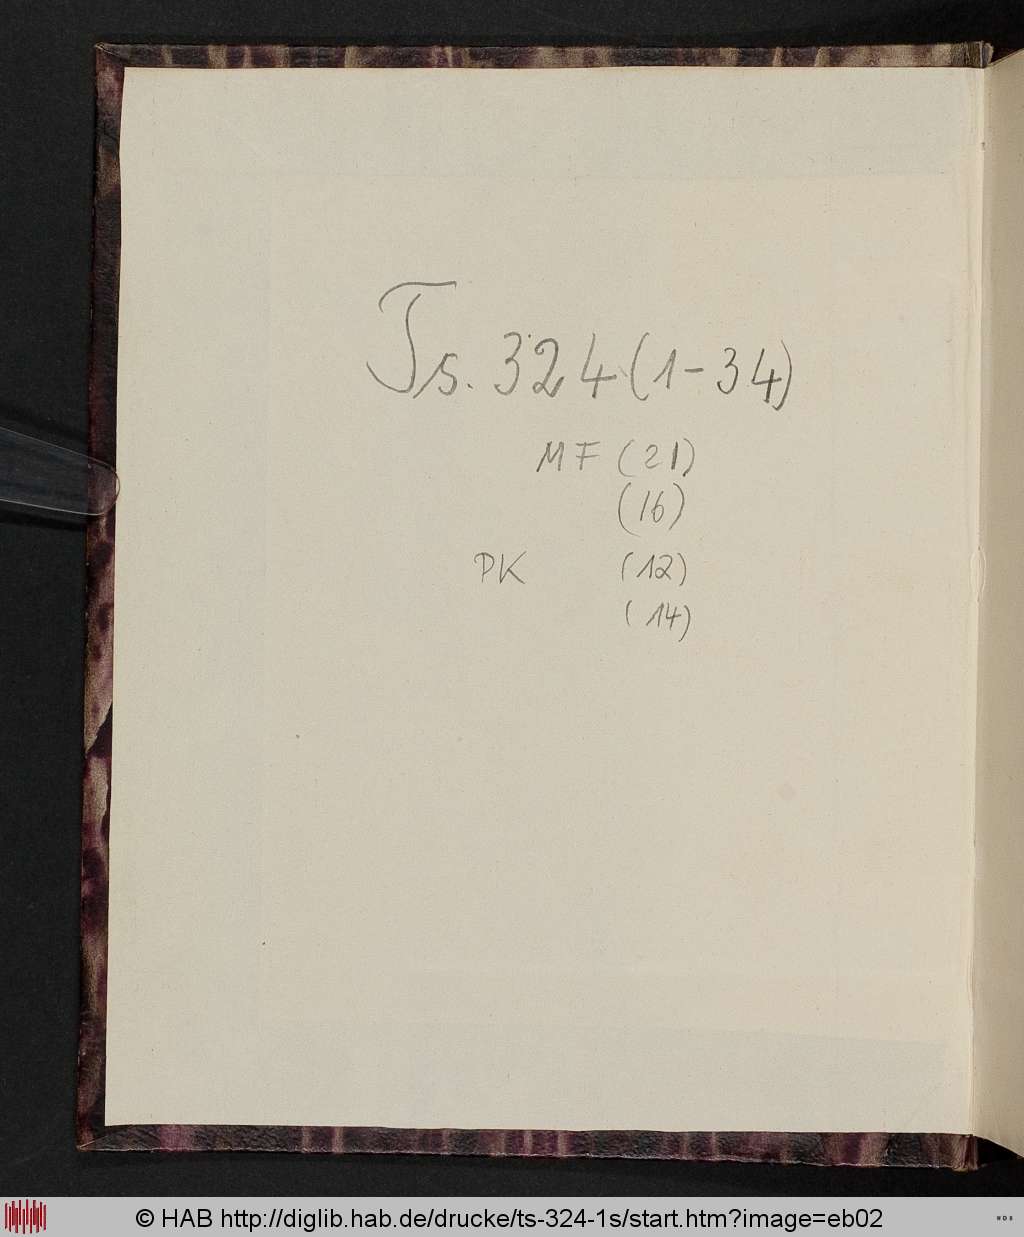 Ts. 324 (1-34)
MF (21)
(16)
PK (12)
(14)
© HAB http://diglib.hab.de/drucke/ts-324-1s/start.htm?image=eb02